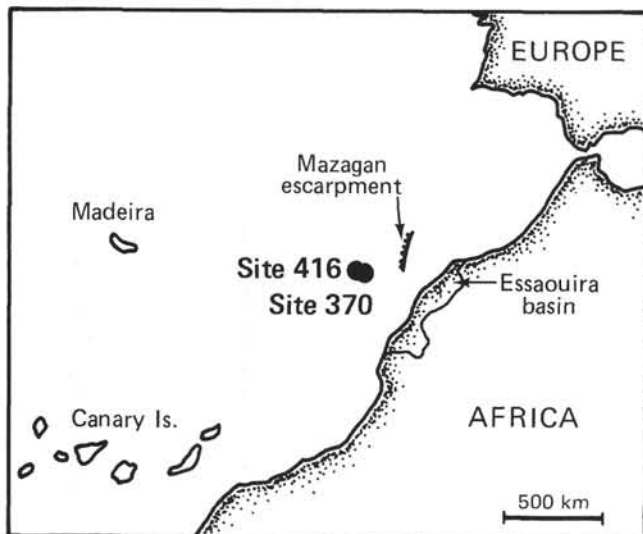 EUROPE
Mazagan
escarpment
Madeira
Site 416
Site 370
Essaouira
basin
Canary Is.
AFRICA
500 km